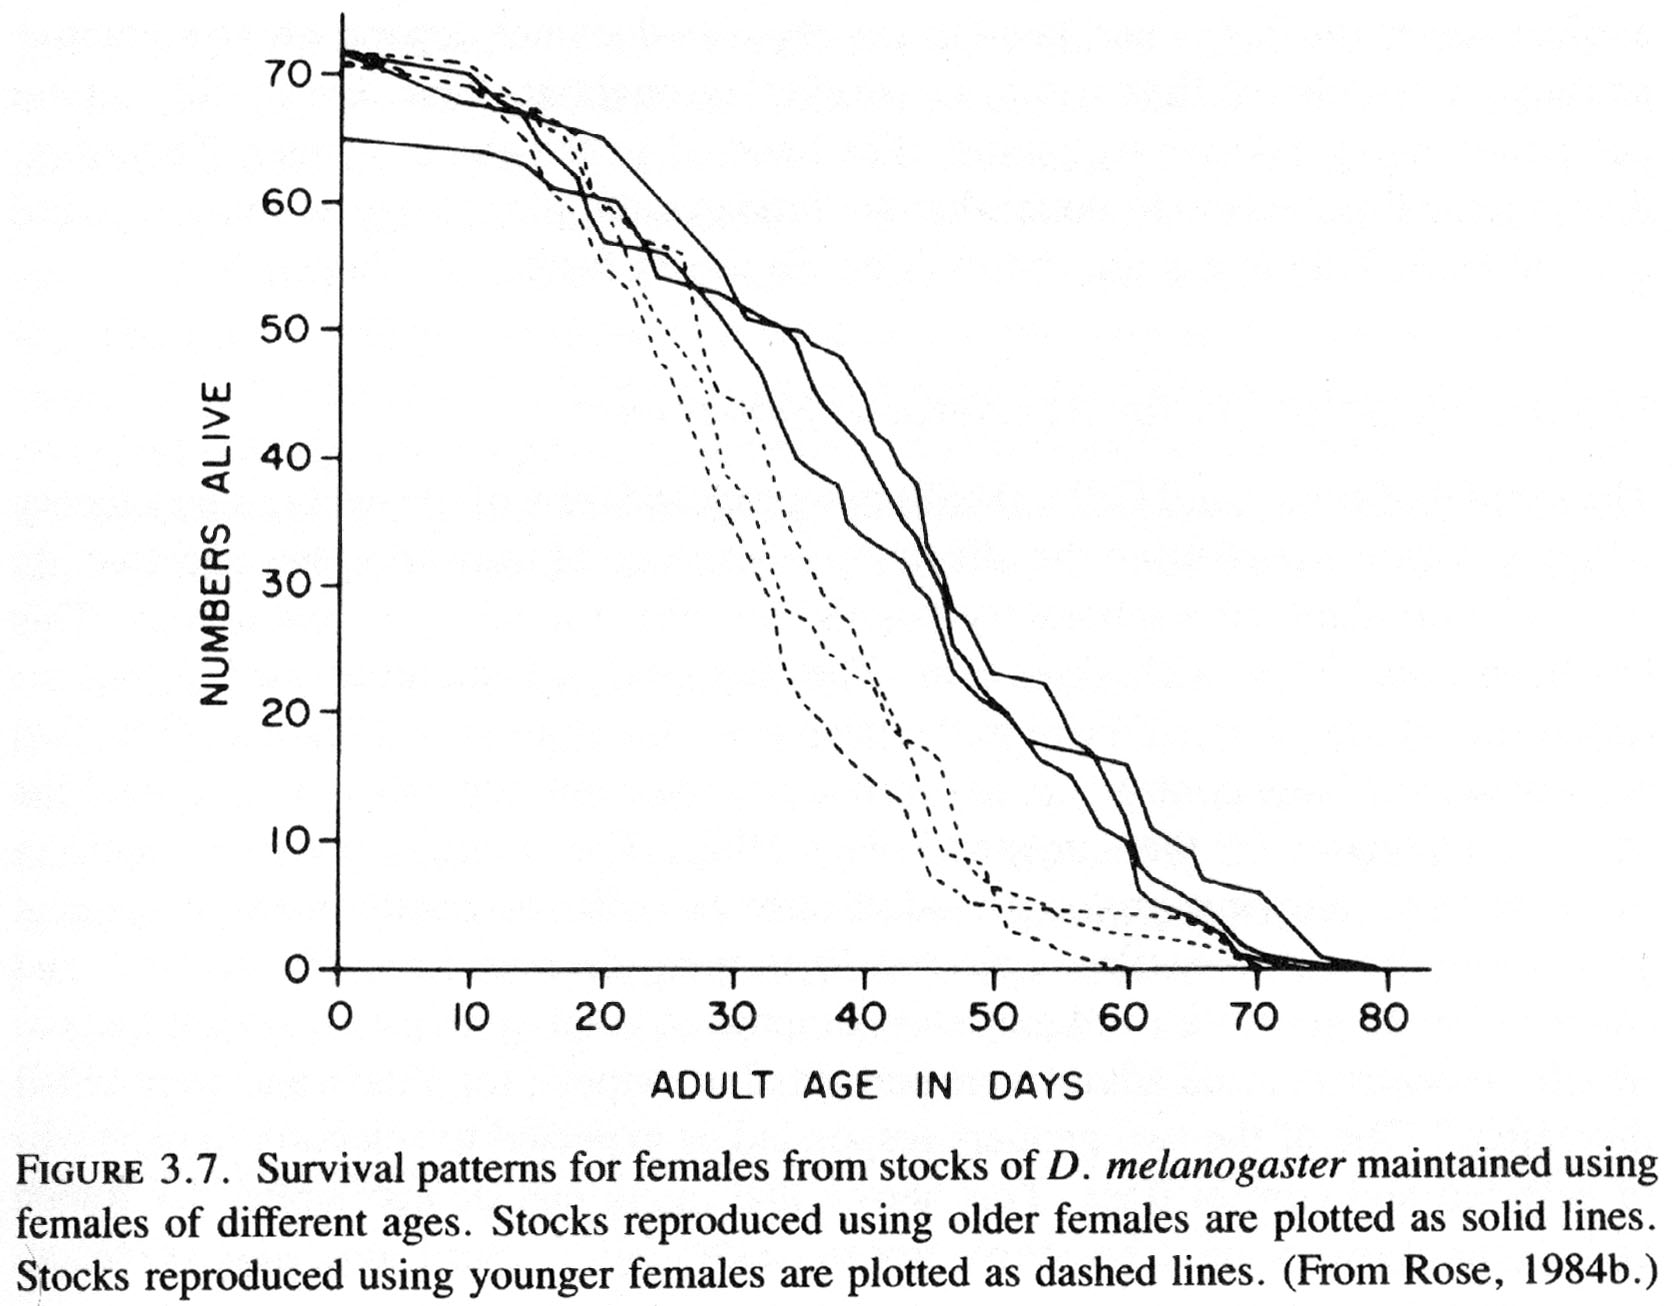 70
60
50
40
30
20
10
0
NUMBERS ALIVE
0 10 20 30 40 50 60 70 80
ADULT AGE IN DAYS
FIGURE 3.7. Survival patterns for females from stocks of D. melanogaster maintained using
females of different ages. Stocks reproduced using older females are plotted as solid lines.
Stocks reproduced using younger females are plotted as dashed lines. (From Rose, 1984b.)